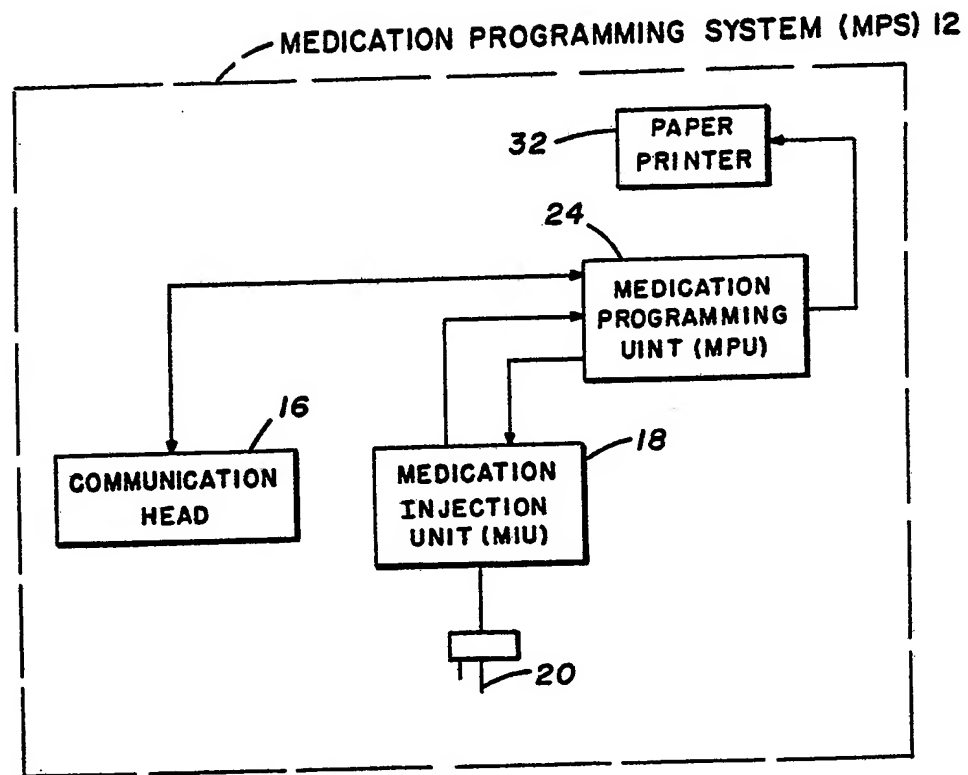 MEDICATION PROGRAMMING SYSTEM (MPS) 12
32
PAPER
PRINTER
24
MEDICATION
PROGRAMMING
UINT (MPU)
16
COMMUNICATION
HEAD
18
MEDICATION
INJECTION
UNIT (MIU)
20